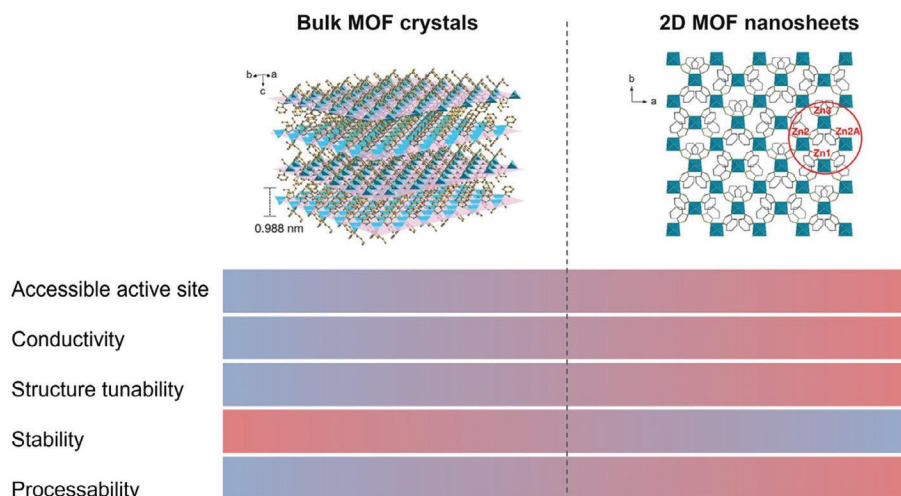 Bulk MOF crystals
2D MOF nanosheets
b a
c
0.988 nm
b
a
Zn3
Zn2
Zn2A
Zn1
Accessible active site
Conductivity
Structure tunability
Stability
Processability